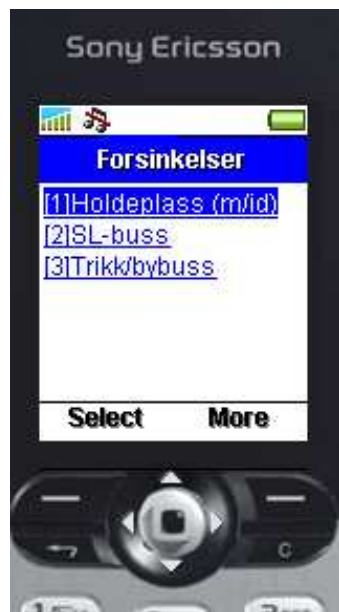 Sony Ericsson
Forsinkelser
[1]Holdeplass (m/id)
[2]SL-buss
[3]Trikk/bybuss
Select More
C